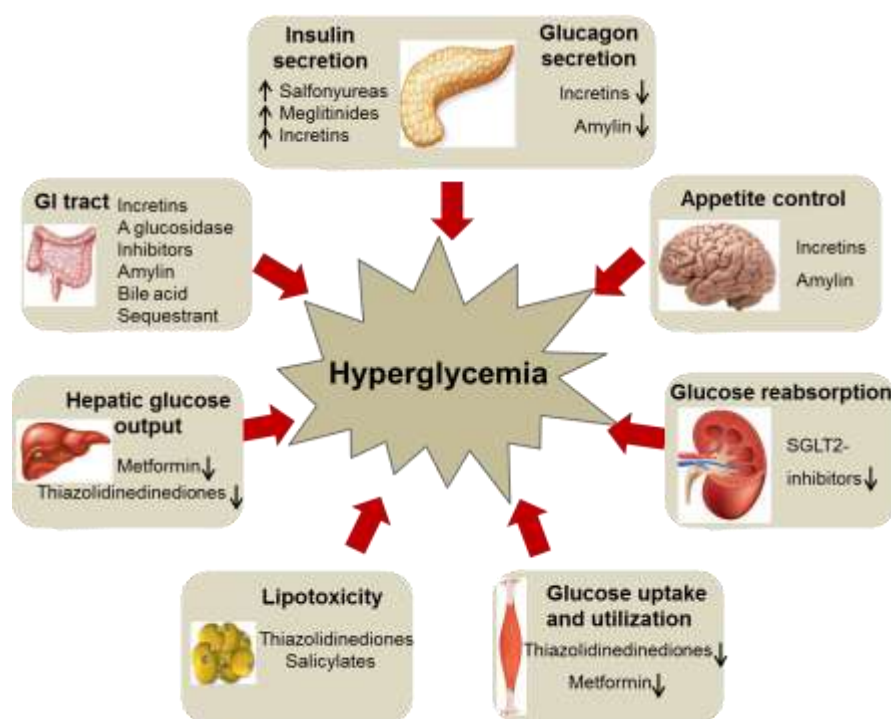 Insulin
secretion
↑ Salfonyureas
↑ Meglitinides
↑ Incretins
Glucagon
secretion
Incretins ↓
Amylin ↓
GI tract
Incretins
A glucosidase
Inhibitors
Amylin
Bile acid
Sequestrant
Appetite control
Incretins
Amylin
Hyperglycemia
Hepatic glucose
output
Metformin ↓
Thiazolidinedinediones ↓
Glucose reabsorption
SGLT2-
inhibitors ↓
Lipotoxicity
Thiazolidinediones
Salicylates
Glucose uptake
and utilization
Thiazolidinedinediones ↓
Metformin ↓